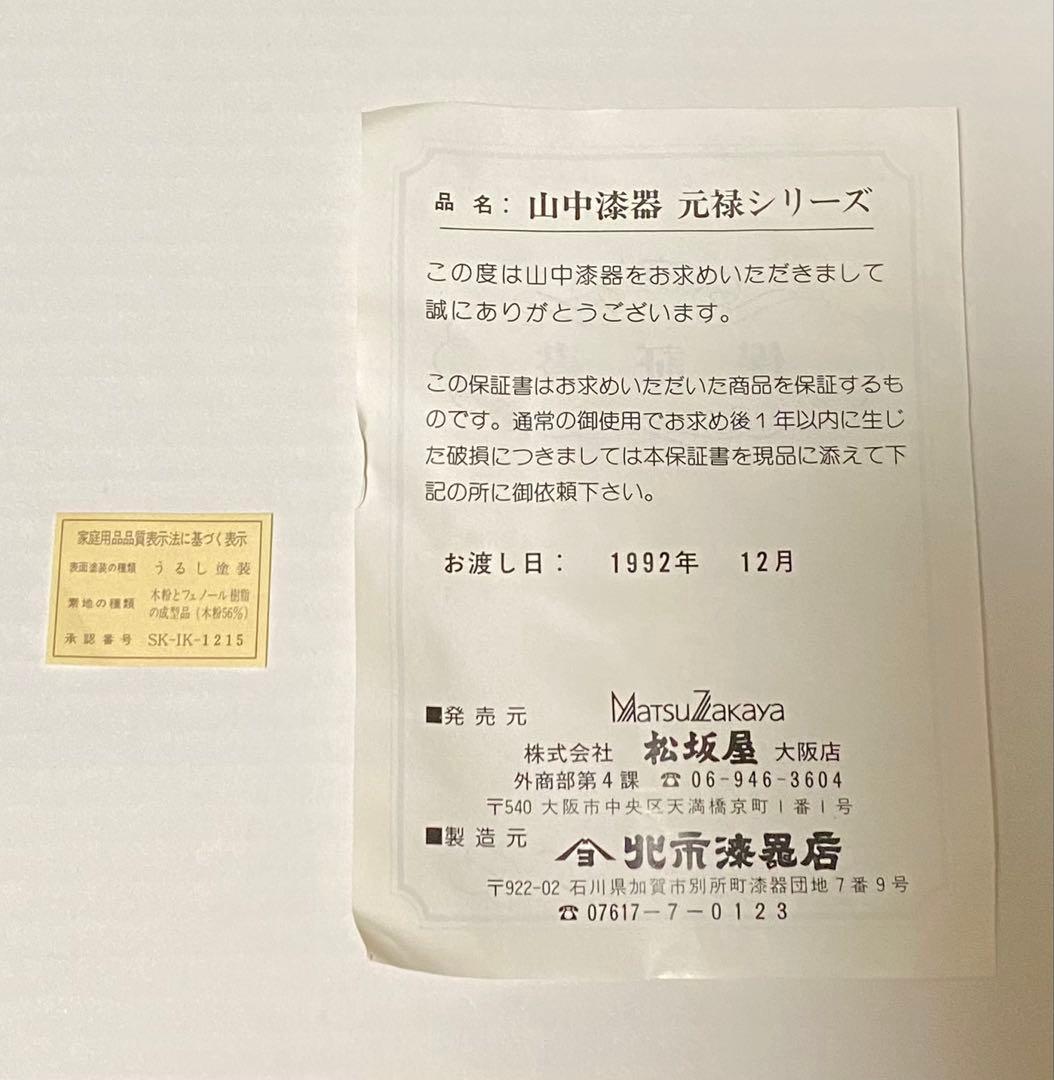 家庭用品品質表示法に基づく表示
表面塗装の種類 うるし塗装
素地の種類 木粉とフェノール樹脂の成型品(木粉56%)
承認番号 SK-IK-1215
品名：山中漆器 元禄シリーズ
この度は山中漆器をお求めいただきまして
誠にありがとうございます。
この保証書はお求めいただいた商品を保証するも
のです。通常の御使用でお求め後１年以内に生じ
た破損につきましては本保証書を現品に添えて下
記の所に御依頼下さい。
お渡し日： 1992年 12月
■発売元 MatsuZakaya
株式会社 松坂屋 大阪店
外商部第４課 ☎06-946-3604
〒540 大阪市中央区天満橋京町１番１号
■製造元 ヨ 北市漆器店
〒922-02 石川県加賀市別所町漆器団地７番９号
☎07617-7-0123